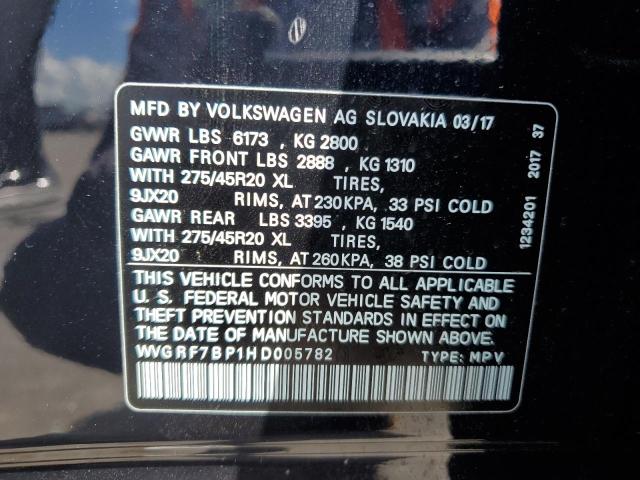 MFD BY VOLKSWAGEN AG SLOVAKIA 03/17
GVWR LBS 6173 , KG 2800
GAWR FRONT LBS 2888 , KG 1310
WITH 275/45R20 XL TIRES,
9JX20 RIMS, AT 230KPA, 33 PSI COLD
GAWR REAR LBS 3395 , KG 1540
WITH 275/45R20 XL TIRES,
9JX20 RIMS, AT 260KPA, 38 PSI COLD
THIS VEHICLE CONFORMS TO ALL APPLICABLE
U. S. FEDERAL MOTOR VEHICLE SAFETY AND
THEFT PREVENTION STANDARDS IN EFFECT ON
THE DATE OF MANUFACTURE SHOWN ABOVE.
WVGRF7BP1HD005782 TYPE: MPV
1234201 2017 37